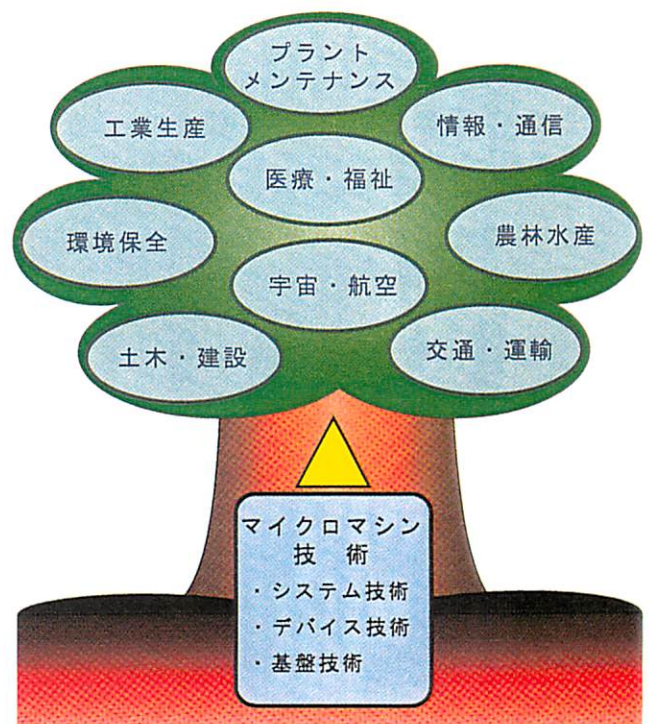 プラント
メンテナンス
工業生産
情報・通信
医療・福祉
環境保全
農林水産
宇宙・航空
土木・建設
交通・運輸
マイクロマシン
技 術
・システム技術
・デバイス技術
・基盤技術